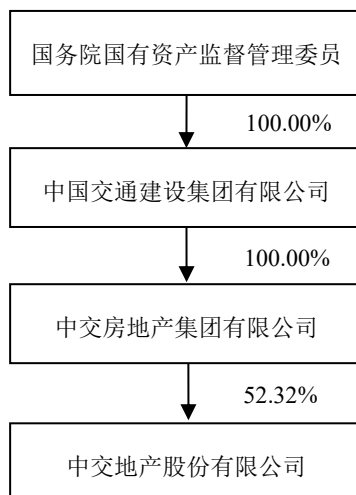 国务院国有资产监督管理委员
100.00%
中国交通建设集团有限公司
100.00%
中交房地产集团有限公司
52.32%
中交地产股份有限公司